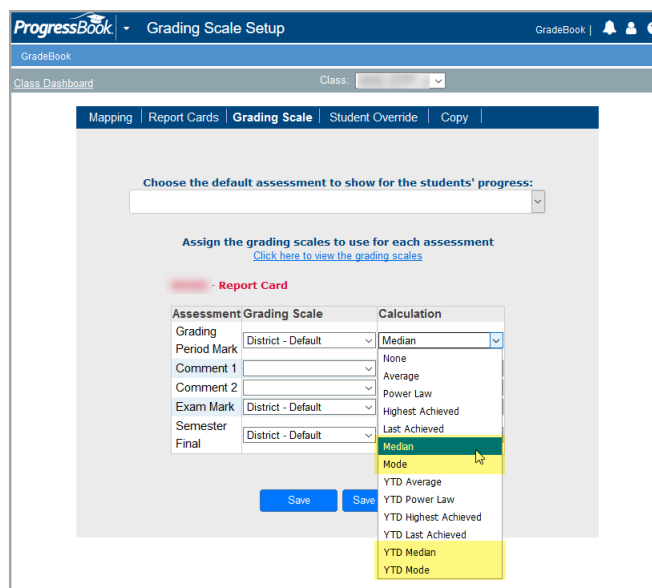 ProgressBook Grading Scale Setup GradeBook |
GradeBook
Class Dashboard Class:
Mapping | Report Cards | Grading Scale | Student Override | Copy |
Choose the default assessment to show for the students' progress:
Assign the grading scales to use for each assessment
Click here to view the grading scales
- Report Card
Assessment Grading Scale Calculation
Grading
Period Mark District - Default Median
Comment 1
Comment 2
Exam Mark District - Default
Semester
Final District - Default
None
Average
Power Law
Highest Achieved
Last Achieved
Median
Mode
YTD Average
YTD Power Law
YTD Highest Achieved
YTD Last Achieved
YTD Median
YTD Mode
Save Save